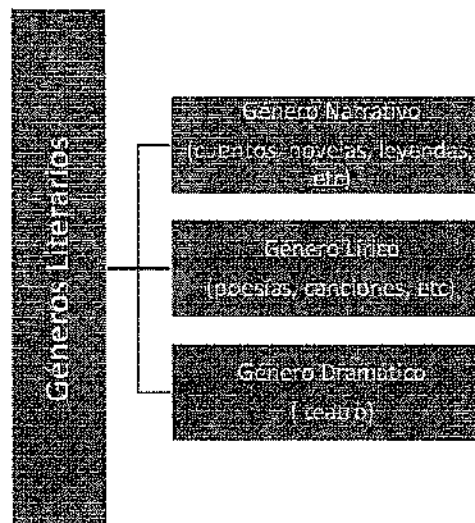 Géneros Literarios
Género Narrativo
(cuentos, novelas, leyendas,
etc)
Género Lírico
(poesías, canciones, etc)
Género Dramático
( teatro)